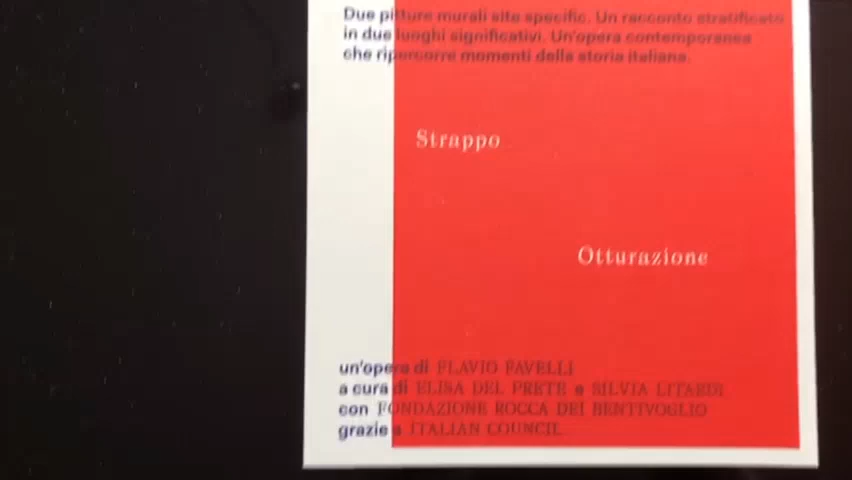 Due pitture murali site specific. Un racconto stratificato
in due luoghi significativi. Un'opera contemporanea
che ripercorre momenti della storia italiana.
Strappo
Otturazione
un'opera di FLAVIO FAVELLI
a cura di ELISA DEL PRETE e SILVIA LITARDI
con FONDAZIONE ROCCA DEI BENTIVOGLIO
grazie a ITALIAN COUNCIL